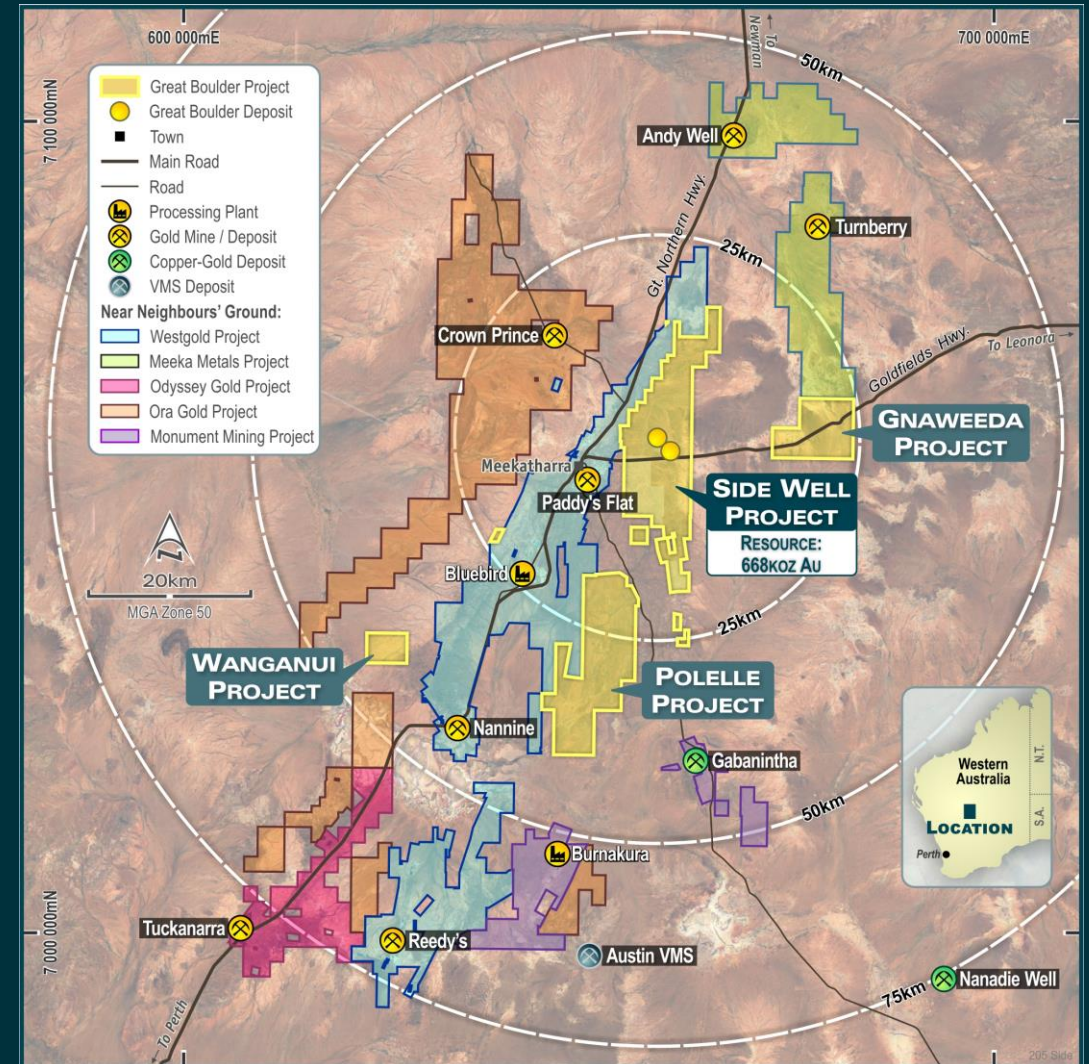 600 000mE
700 000mE
7 100 000mN
7 000 000mN
Great Boulder Project
Great Boulder Deposit
Town
Main Road
Road
Processing Plant
Gold Mine / Deposit
Copper-Gold Deposit
VMS Deposit
Near Neighbours' Ground:
Westgold Project
Meeka Metals Project
Odyssey Gold Project
Ora Gold Project
Monument Mining Project
To
Newman
50km
Andy Well
Gt. Northern Hwy.
Turnberry
25km
Crown Prince
Goldfields Hwy.
To Leonora
GNAWEEDA
PROJECT
Meekatharra
Paddy's Flat
SIDE WELL
PROJECT
RESOURCE:
668KOZ AU
N
20km
MGA Zone 50
Bluebird
25km
WANGANUI
PROJECT
POLELLE
PROJECT
Nannine
Gabanintha
50km
Western
Australia
N.T.
S.A.
LOCATION
Perth
Burnakura
Tuckanarra
Reedy's
Austin VMS
75km
Nanadie Well
To Perth
205 Side